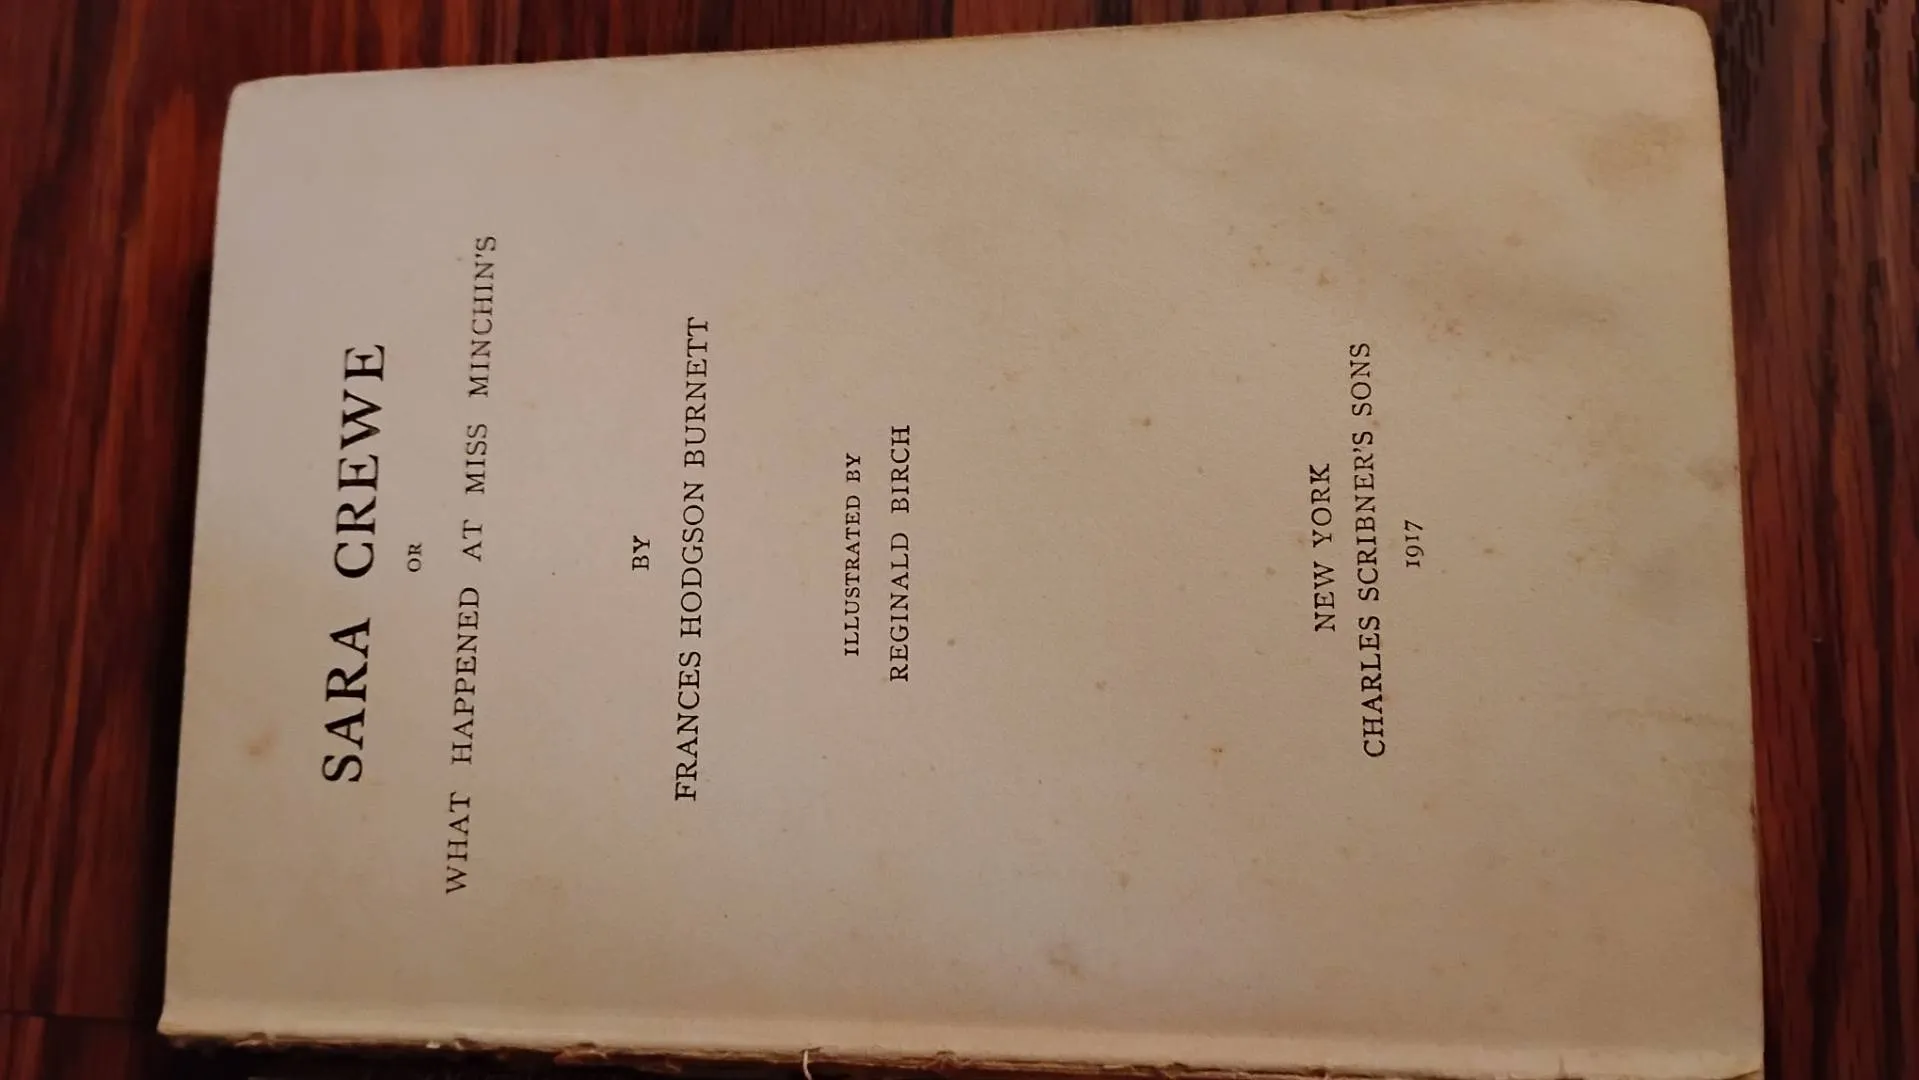 SARA CREWE
OR
WHAT HAPPENED AT MISS MINCHIN'S
BY
FRANCES HODGSON BURNETT
ILLUSTRATED BY
REGINALD BIRCH
NEW YORK
CHARLES SCRIBNER'S SONS
1917